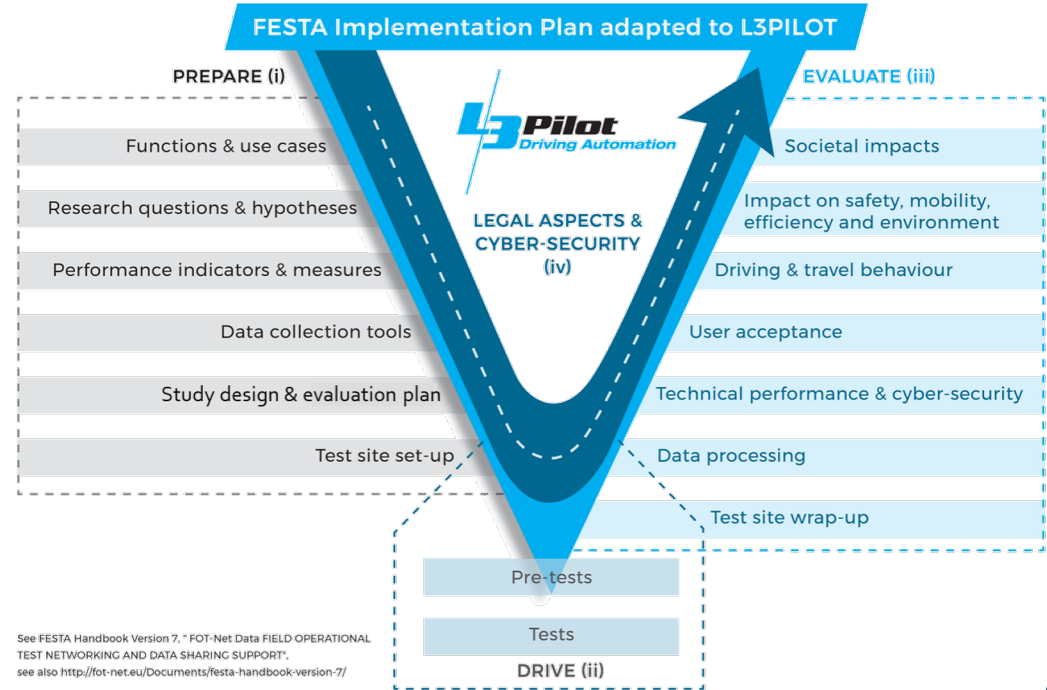 FESTA Implementation Plan adapted to L3PILOT
PREPARE (i)
Functions & use cases
Research questions & hypotheses
Performance indicators & measures
Data collection tools
Study design & evaluation plan
Test site set-up
L3Pilot
Driving Automation
LEGAL ASPECTS &
CYBER-SECURITY
(iv)
EVALUATE (iii)
Societal impacts
Impact on safety, mobility,
efficiency and environment
Driving & travel behaviour
User acceptance
Technical performance & cyber-security
Data processing
Test site wrap-up
Pre-tests
Tests
DRIVE (ii)
See FESTA Handbook Version 7, " FOT-Net Data FIELD OPERATIONAL
TEST NETWORKING AND DATA SHARING SUPPORT",
see also http://fot-net.eu/Documents/festa-handbook-version-7/